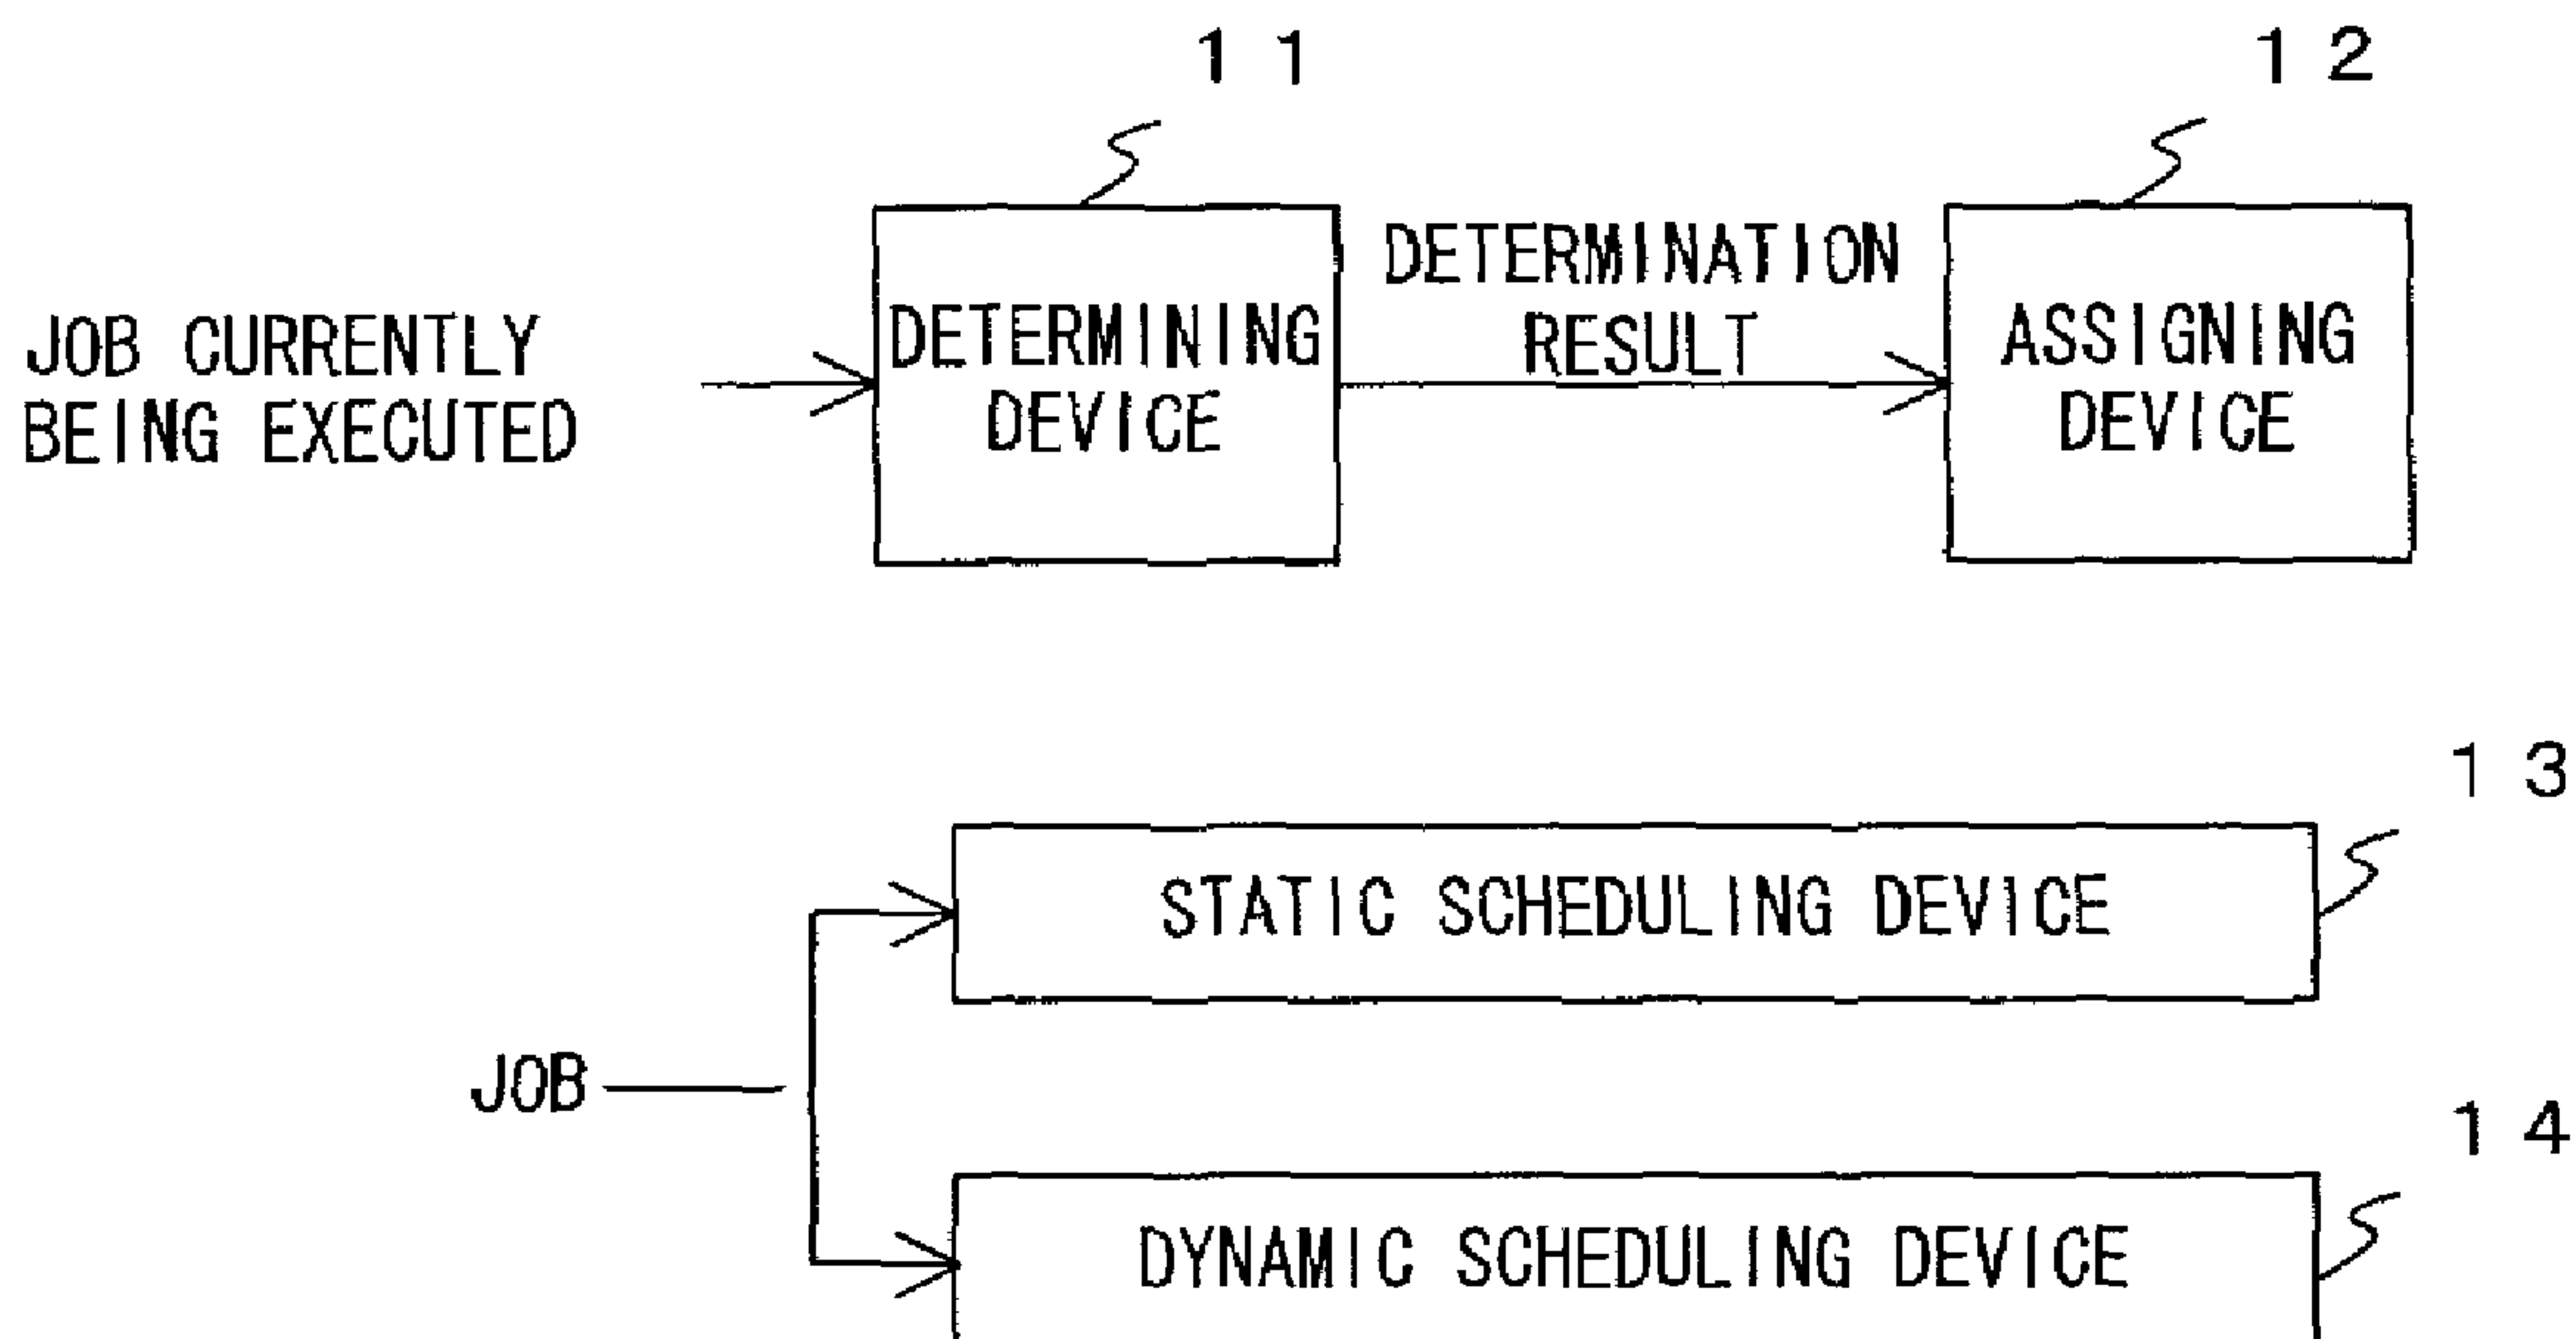 11
12
JOB CURRENTLY
BEING EXECUTED
DETERMINING
DEVICE
DETERMINATION
RESULT
ASSIGNING
DEVICE
13
STATIC SCHEDULING DEVICE
JOB
14
DYNAMIC SCHEDULING DEVICE